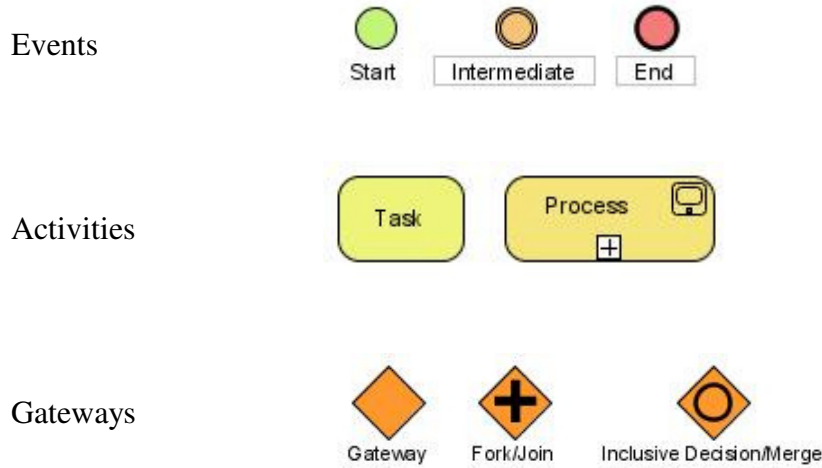 Events
Start
Intermediate
End
Activities
Task
Process
Gateways
Gateway
Fork/Join
Inclusive Decision/Merge